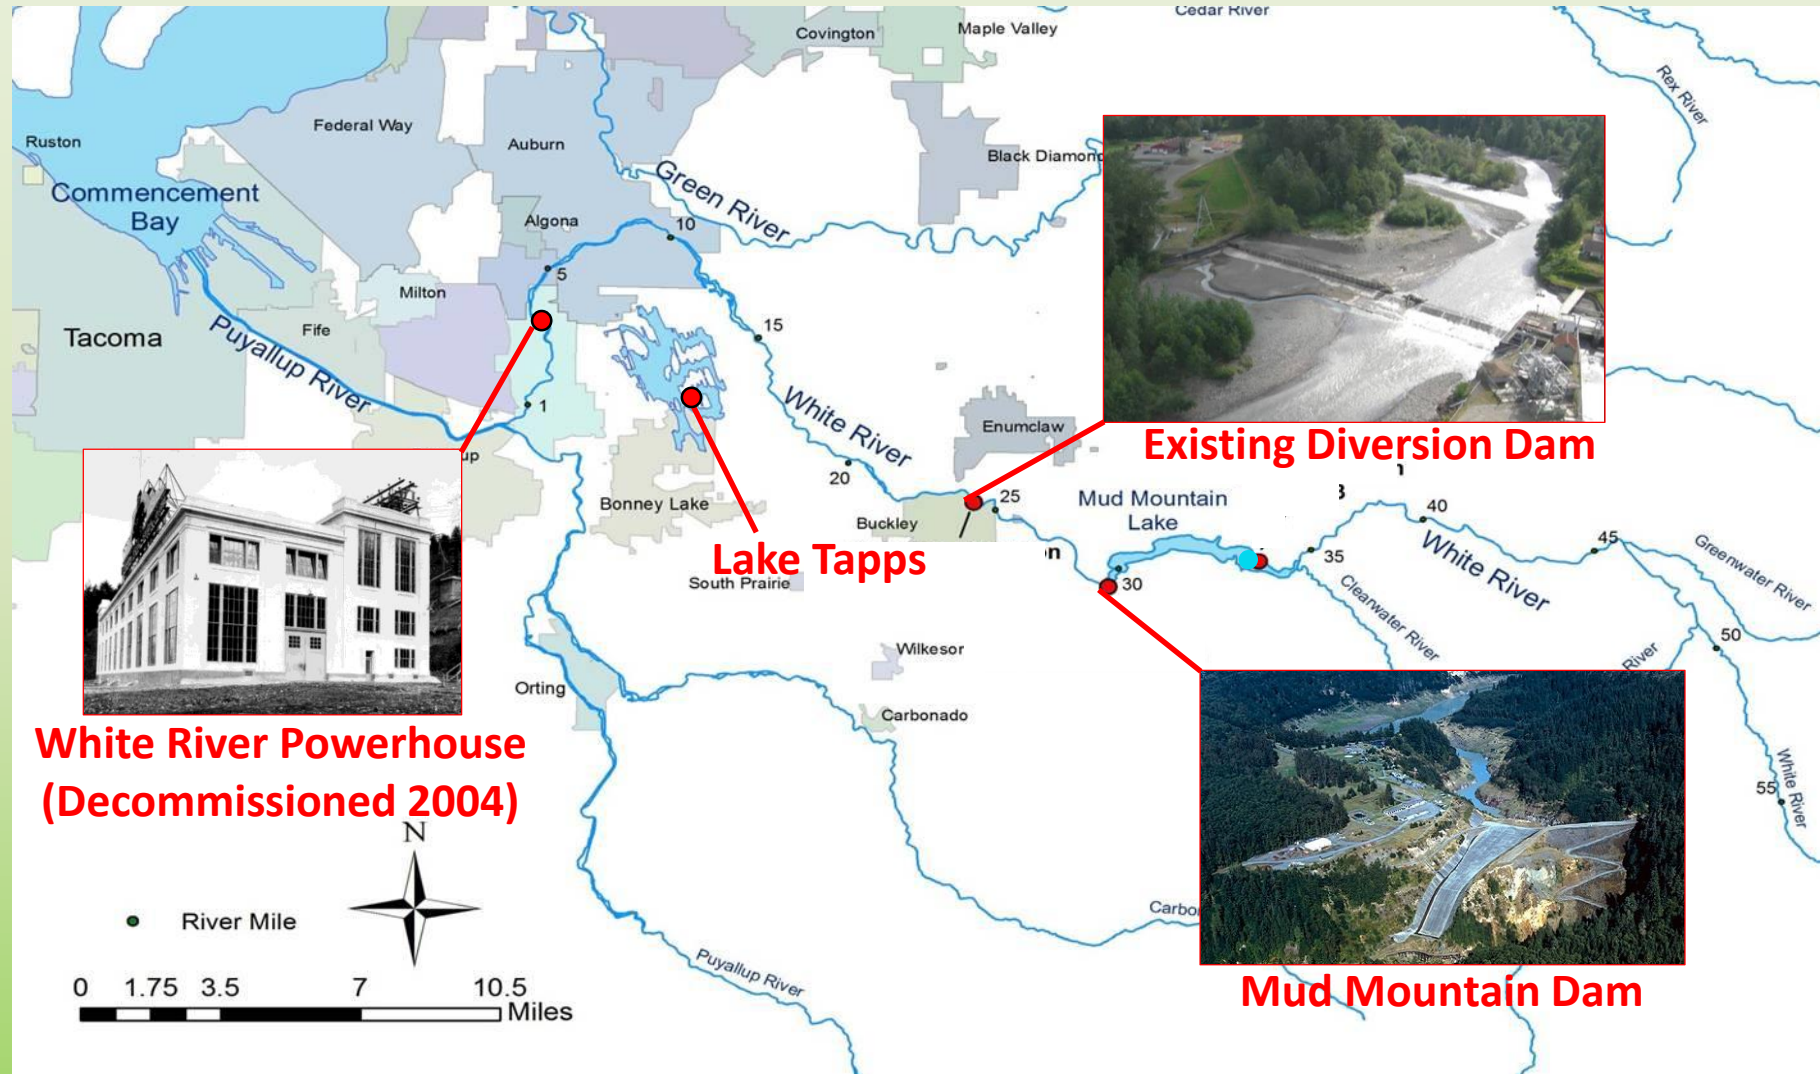 Cedar River
Covington
Maple Valley
Rex River
Federal Way
Ruston
Auburn
Black Diamond
Commencement
Bay
Green River
Algona
10
5
Milton
15
Tacoma
Fife
Puyallup River
1
White River
Enumclaw
Existing Diversion Dam
up
20
25
Bonney Lake
Buckley
Mud Mountain
Lake
40
45
White River
Greenwater River
35
Lake Tapps
on
30
South Prairie
Clearwater River
50
River
Wilkesor
Orting
Carbonado
White River
55
White River Powerhouse
(Decommissioned 2004)
N
River Mile
Carbo
Puyallup River
0 1.75 3.5 7 10.5
Miles
Mud Mountain Dam